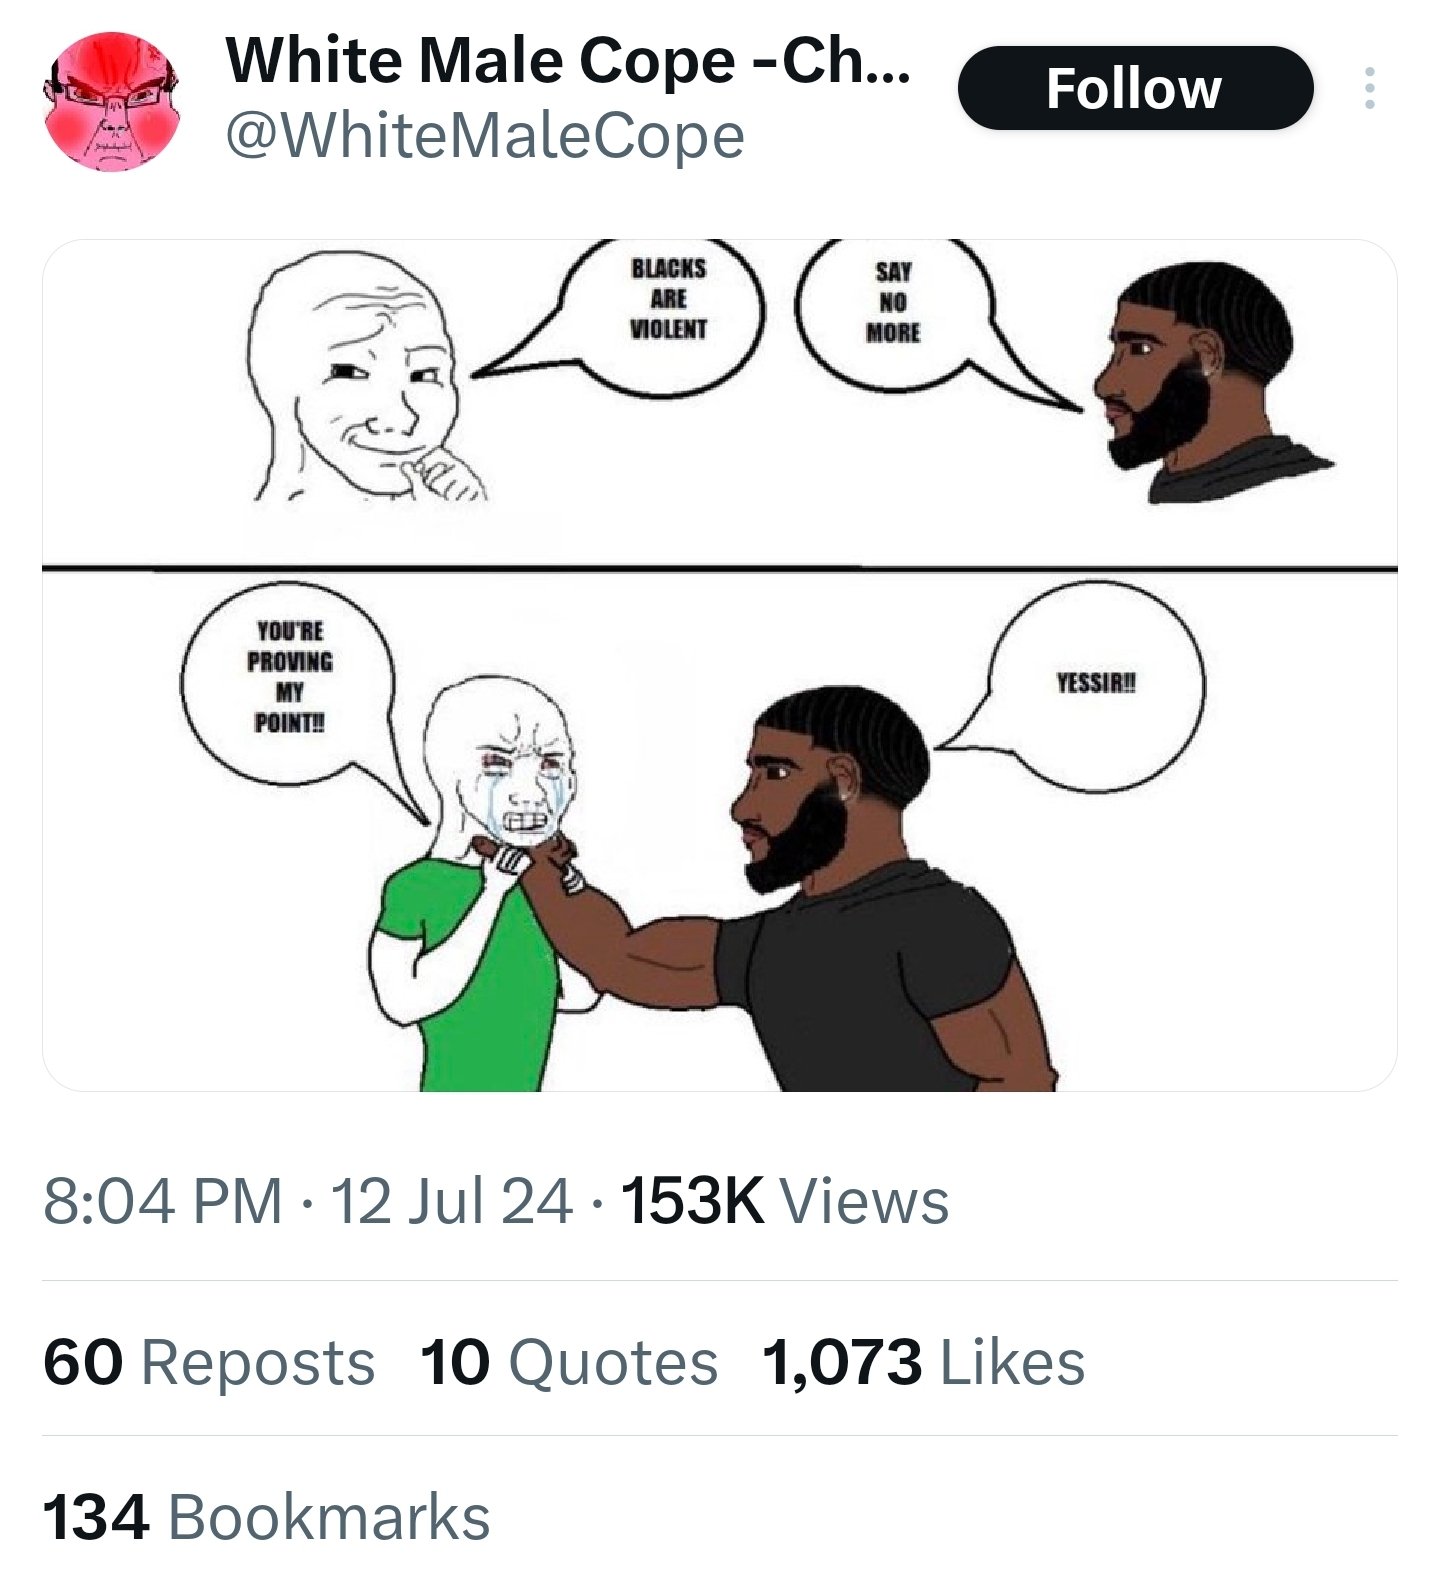 White Male Cope -Ch...
@WhiteMaleCope
Follow
BLACKS
ARE
VIOLENT
SAY
NO
MORE
YOU'RE
PROVING
MY
POINT!!
YESSIR!!
8:04 PM · 12 Jul 24 · 153K Views
60 Reposts 10 Quotes 1,073 Likes
134 Bookmarks